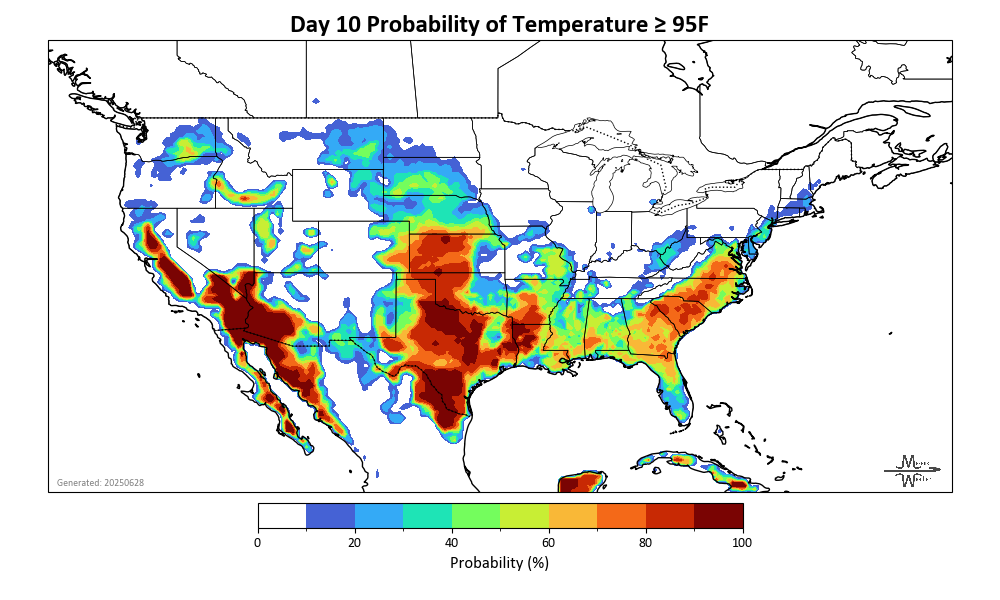 Day 10 Probability of Temperature ≥ 95F
Generated: 20250628
0 20 40 60 80 100
Probability (%)